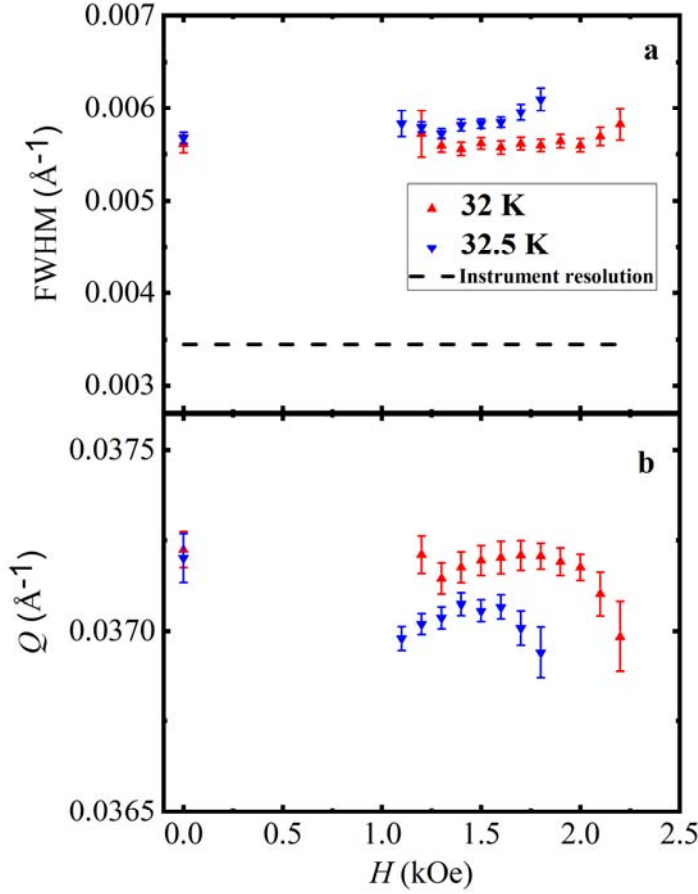 0.007
a
0.006
0.005
0.004
0.003
FWHM (Å⁻¹)
32 K
32.5 K
Instrument resolution
0.0375
b
0.0370
0.0365
Q (Å⁻¹)
0.0 0.5 1.0 1.5 2.0 2.5
H (kOe)